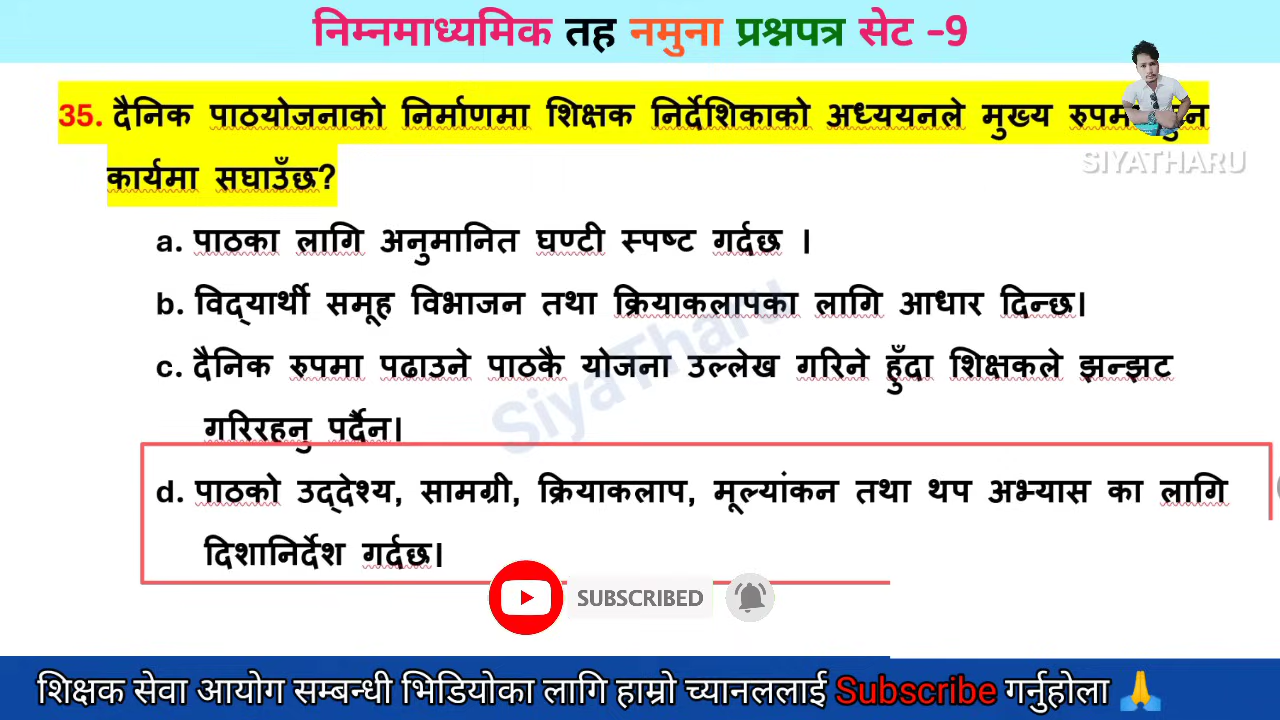 निम्नमाध्यमिक तह नमुना प्रश्नपत्र सेट -9
35. दैनिक पाठयोजनाको निर्माणमा शिक्षक निर्देशिकाको अध्ययनले मुख्य
कार्यमा सघाउँछ?
SIYATHARU
a. पाठका लागि अनुमानित घण्टी स्पष्ट गर्दछ ।
b. विद्यार्थी समूह विभाजन तथा क्रियाकलापका लागि आधार दिन्छ।
c. दैनिक रुपमा पढाउने पाठकै योजना उल्लेख गरिने हुँदा शिक्षकले झन्झट
गरिरहनु पर्दैन।
SiyaTharu
d. पाठको उद्देश्य, सामग्री, क्रियाकलाप, मूल्यांकन तथा थप अभ्यास का लागि
दिशानिर्देश गर्दछ।
SUBSCRIBED
शिक्षक सेवा आयोग सम्बन्धी भिडियोका लागि हाम्रो च्यानललाई Subscribe गर्नुहोला 🙏